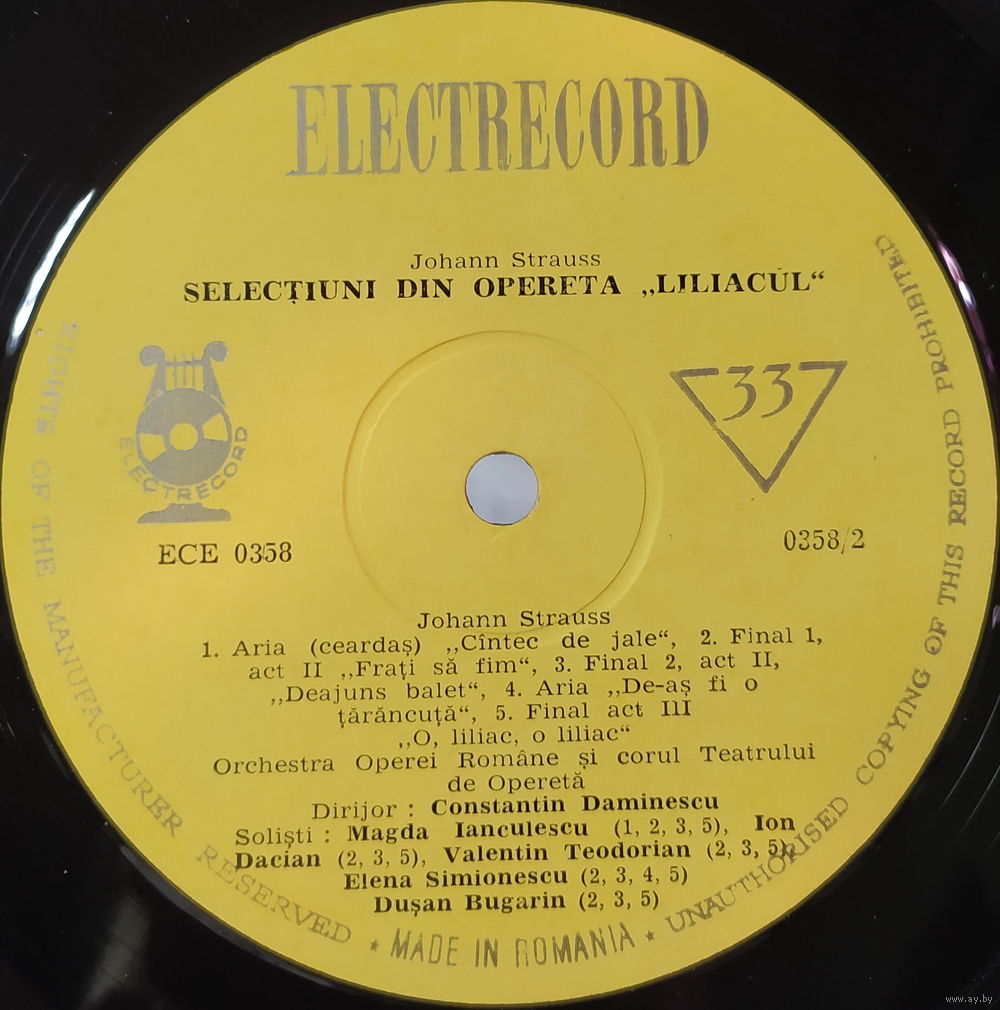 ELECTRECORD
Johann Strauss
SELECȚIUNI DIN OPERETA „LILIACUL“
33
ELECTRECORD
ECE 0358
0358/2
Johann Strauss
1. Aria (ceardaș) „Cîntec de jale“, 2. Final 1,
act II „Frați să fim“, 3. Final 2, act II,
„Deajuns balet“, 4. Aria „De-aș fi o
țărăncuță“, 5. Final act III
„O, liliac, o liliac“
Orchestra Operei Române și corul Teatrului
de Operetă
Dirijor : Constantin Daminescu
Soliști : Magda Ianculescu (1, 2, 3, 5), Ion
Dacian (2, 3, 5), Valentin Teodorian (2, 3, 5),
Elena Simionescu (2, 3, 4, 5)
Dușan Bugarin (2, 3, 5)
RIGHTS OF THE MANUFACTURER RESERVED * MADE IN ROMANIA * UNAUTHORISED COPYING OF THIS RECORD PROHIBITED
www.ay.by